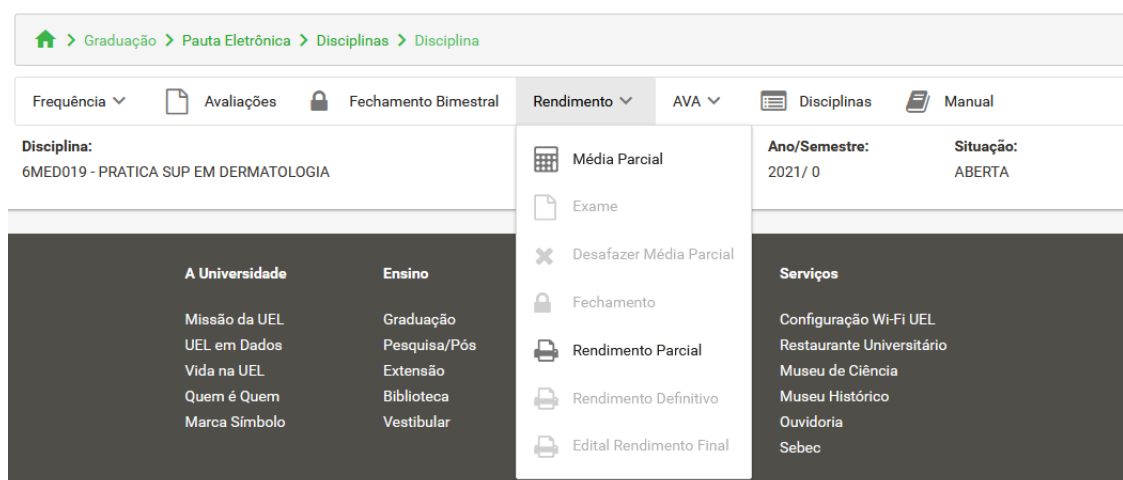 Graduação Pauta Eletrônica Disciplinas Disciplina
Frequência Avaliações Fechamento Bimestral Rendimento AVA Disciplinas Manual
Disciplina:
6MED019 - PRATICA SUP EM DERMATOLOGIA
Ano/Semestre:
2021/ 0
Situação:
ABERTA
Média Parcial
Exame
Desafazer Média Parcial
Fechamento
Rendimento Parcial
Rendimento Definitivo
Edital Rendimento Final
A Universidade
Missão da UEL
UEL em Dados
Vida na UEL
Quem é Quem
Marca Símbolo
Ensino
Graduação
Pesquisa/Pós
Extensão
Biblioteca
Vestibular
Serviços
Configuração Wi-Fi UEL
Restaurante Universitário
Museu de Ciência
Museu Histórico
Ouvidoria
Sebec